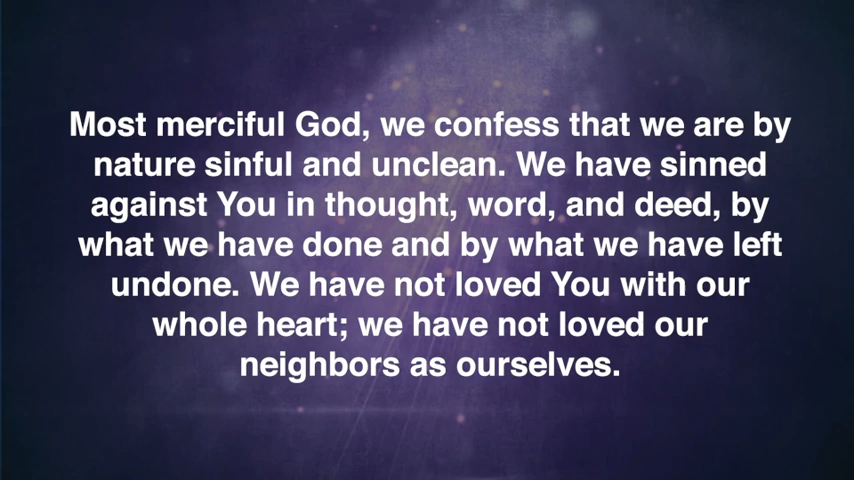 Most merciful God, we confess that we are by
nature sinful and unclean. We have sinned
against You in thought, word, and deed, by
what we have done and by what we have left
undone. We have not loved You with our
whole heart; we have not loved our
neighbors as ourselves.